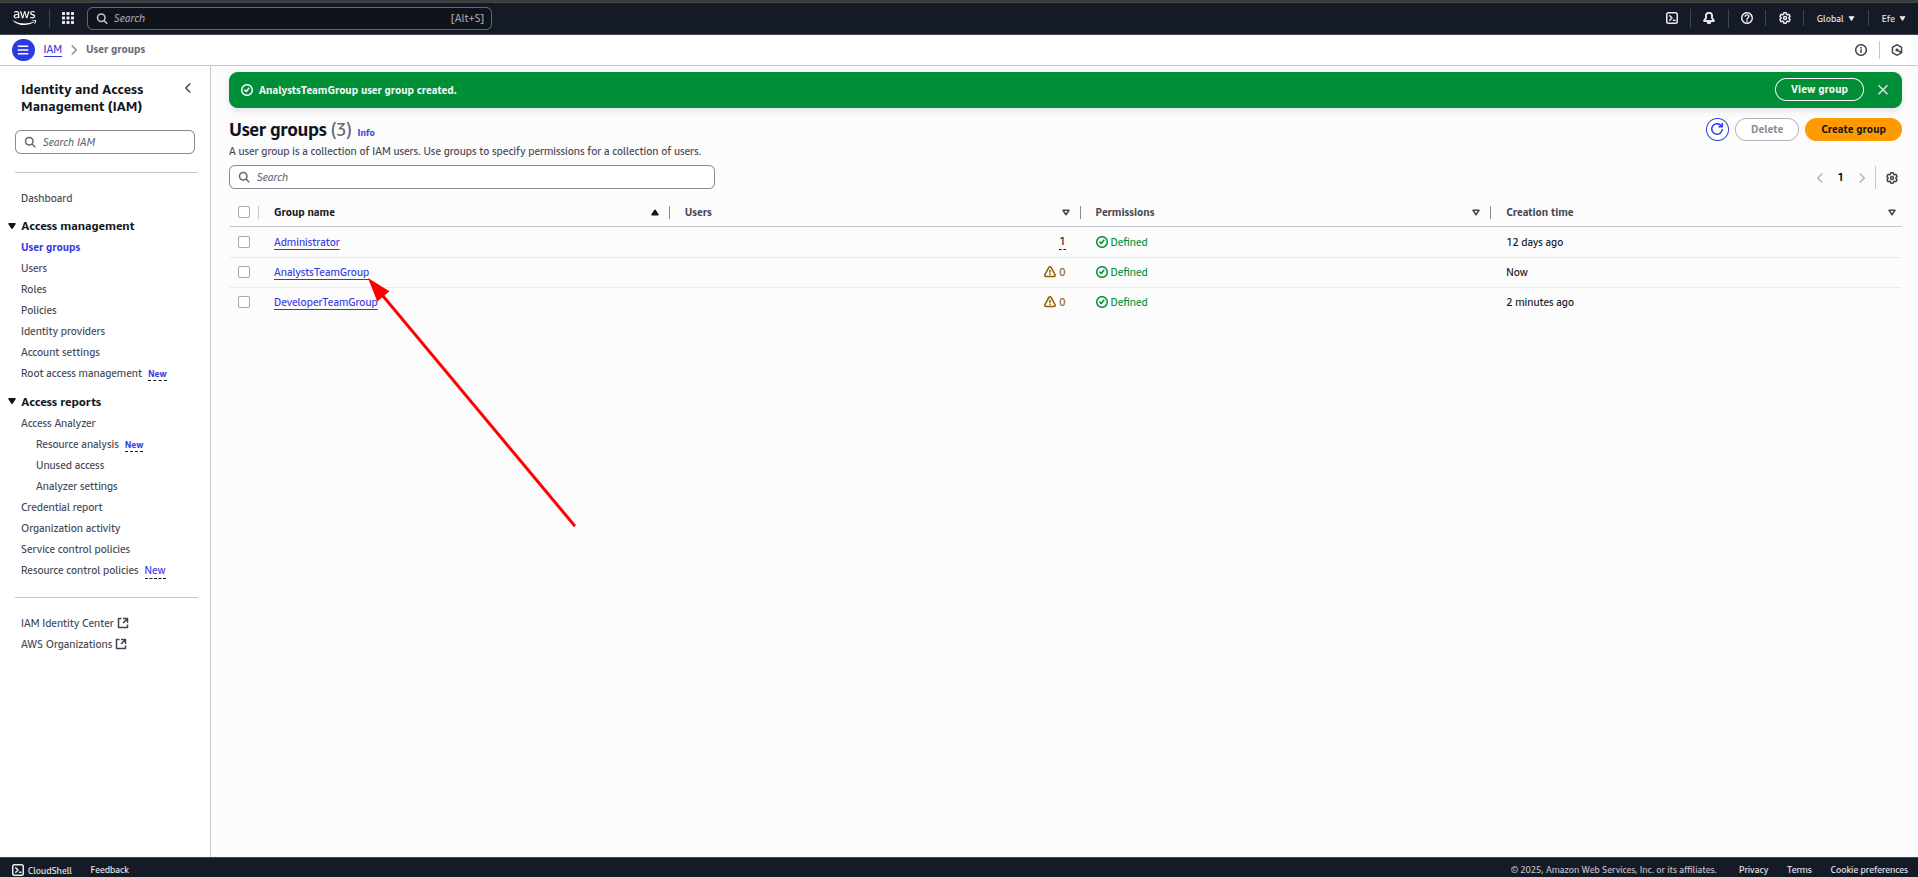 aws Search [Alt+S] Global Efe
IAM > User groups
Identity and Access
Management (IAM)
Search IAM
Dashboard
Access management
User groups
Users
Roles
Policies
Identity providers
Account settings
Root access management New
Access reports
Access Analyzer
Resource analysis New
Unused access
Analyzer settings
Credential report
Organization activity
Service control policies
Resource control policies New
IAM Identity Center
AWS Organizations
AnalystsTeamGroup user group created. View group
User groups (3) Info Delete Create group
A user group is a collection of IAM users. Use groups to specify permissions for a collection of users.
Search 1
Group name Users Permissions Creation time
Administrator 1 Defined 12 days ago
AnalystsTeamGroup 0 Defined Now
DeveloperTeamGroup 0 Defined 2 minutes ago
CloudShell Feedback © 2025, Amazon Web Services, Inc. or its affiliates. Privacy Terms Cookie preferences